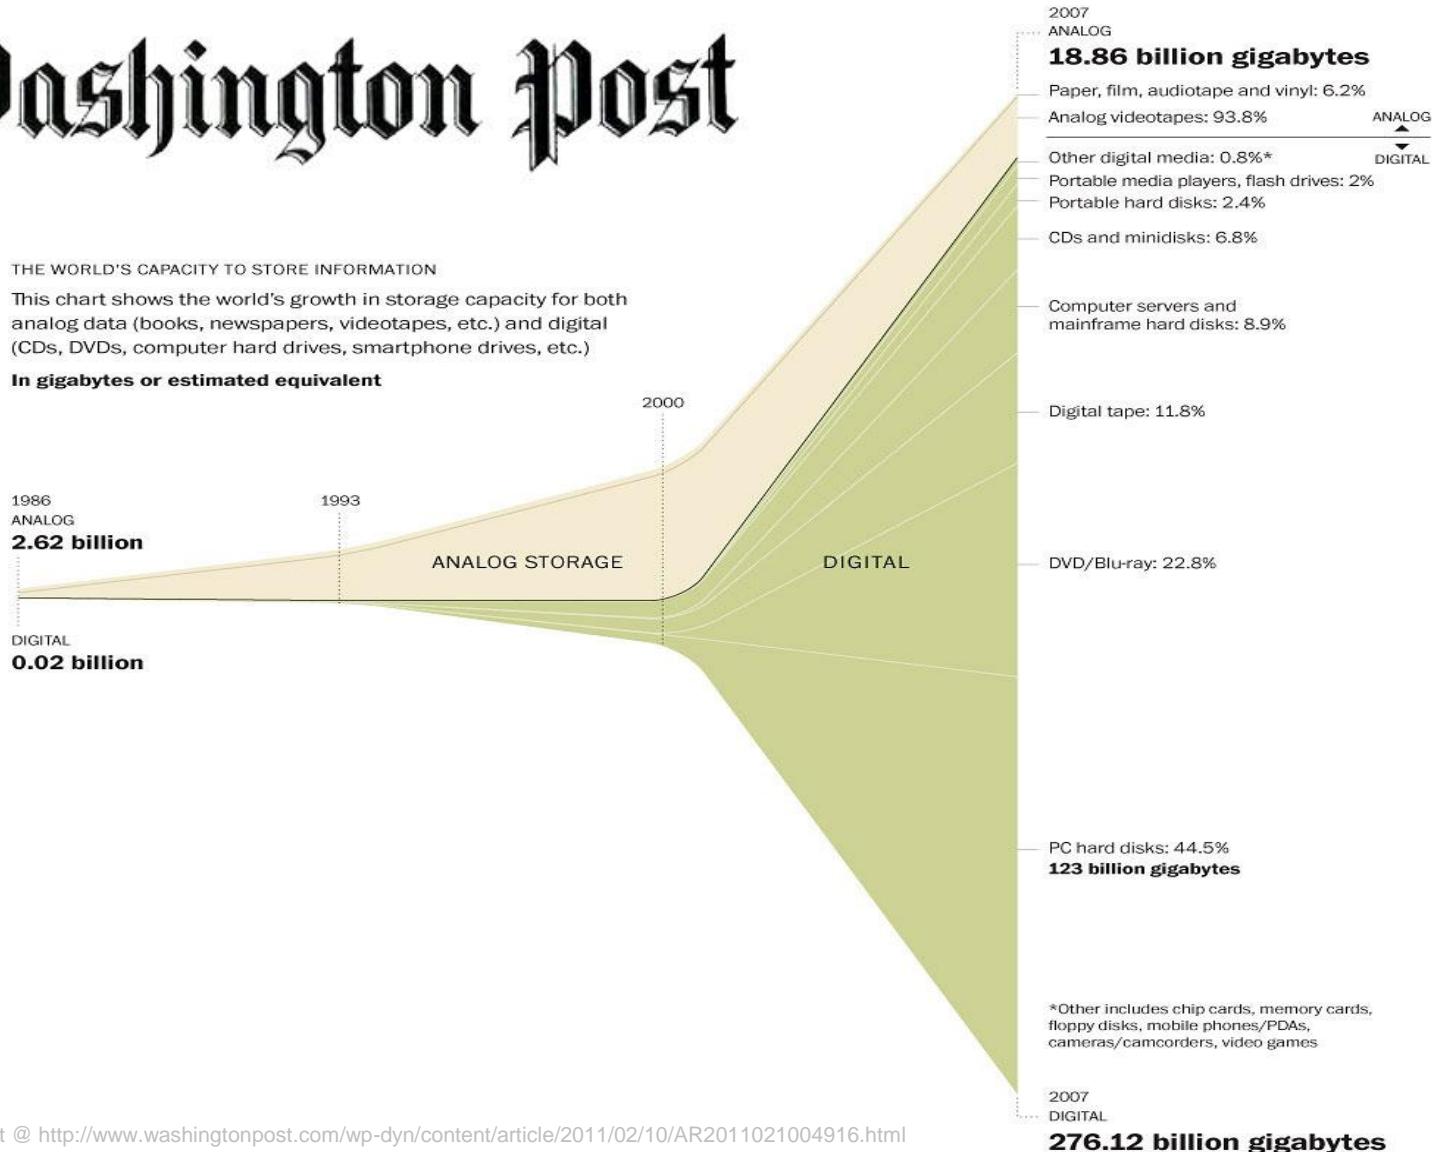 Washington Post
THE WORLD'S CAPACITY TO STORE INFORMATION
This chart shows the world's growth in storage capacity for both
analog data (books, newspapers, videotapes, etc.) and digital
(CDs, DVDs, computer hard drives, smartphone drives, etc.)
In gigabytes or estimated equivalent
1986
ANALOG
2.62 billion
DIGITAL
0.02 billion
1993
2000
ANALOG STORAGE
DIGITAL
2007
ANALOG
18.86 billion gigabytes
Paper, film, audiotape and vinyl: 6.2%
Analog videotapes: 93.8%
ANALOG
DIGITAL
Other digital media: 0.8%*
Portable media players, flash drives: 2%
Portable hard disks: 2.4%
CDs and minidisks: 6.8%
Computer servers and
mainframe hard disks: 8.9%
Digital tape: 11.8%
DVD/Blu-ray: 22.8%
PC hard disks: 44.5%
123 billion gigabytes
*Other includes chip cards, memory cards,
floppy disks, mobile phones/PDAs,
cameras/camcorders, video games
2007
DIGITAL
276.12 billion gigabytes
t @ http://www.washingtonpost.com/wp-dyn/content/article/2011/02/10/AR2011021004916.html